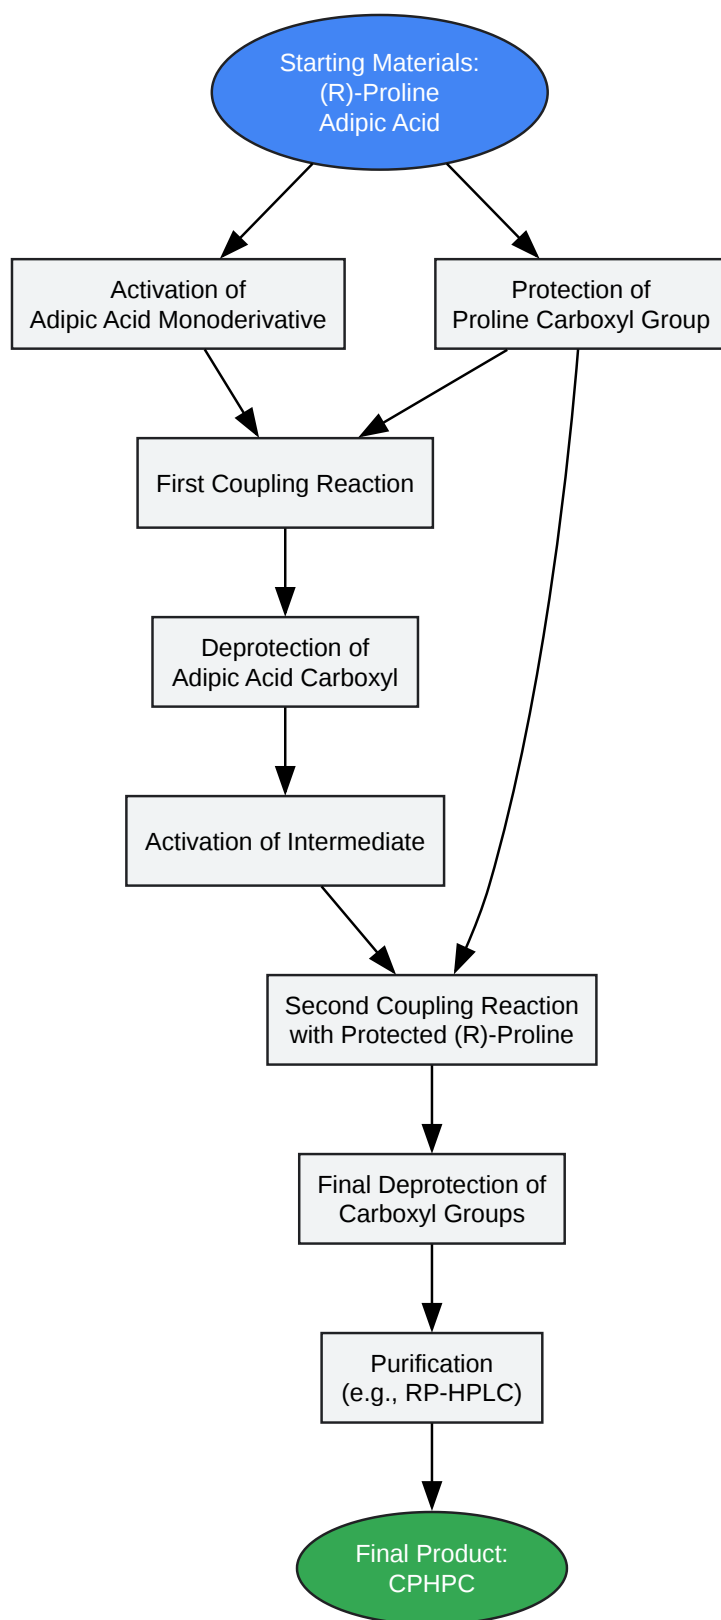 Starting Materials:
(R)-Proline
Adipic Acid
Activation of
Adipic Acid Monoderivative
Protection of
Proline Carboxyl Group
First Coupling Reaction
Deprotection of
Adipic Acid Carboxyl
Activation of Intermediate
Second Coupling Reaction
with Protected (R)-Proline
Final Deprotection of
Carboxyl Groups
Purification
(e.g., RP-HPLC)
Final Product:
CPHPC